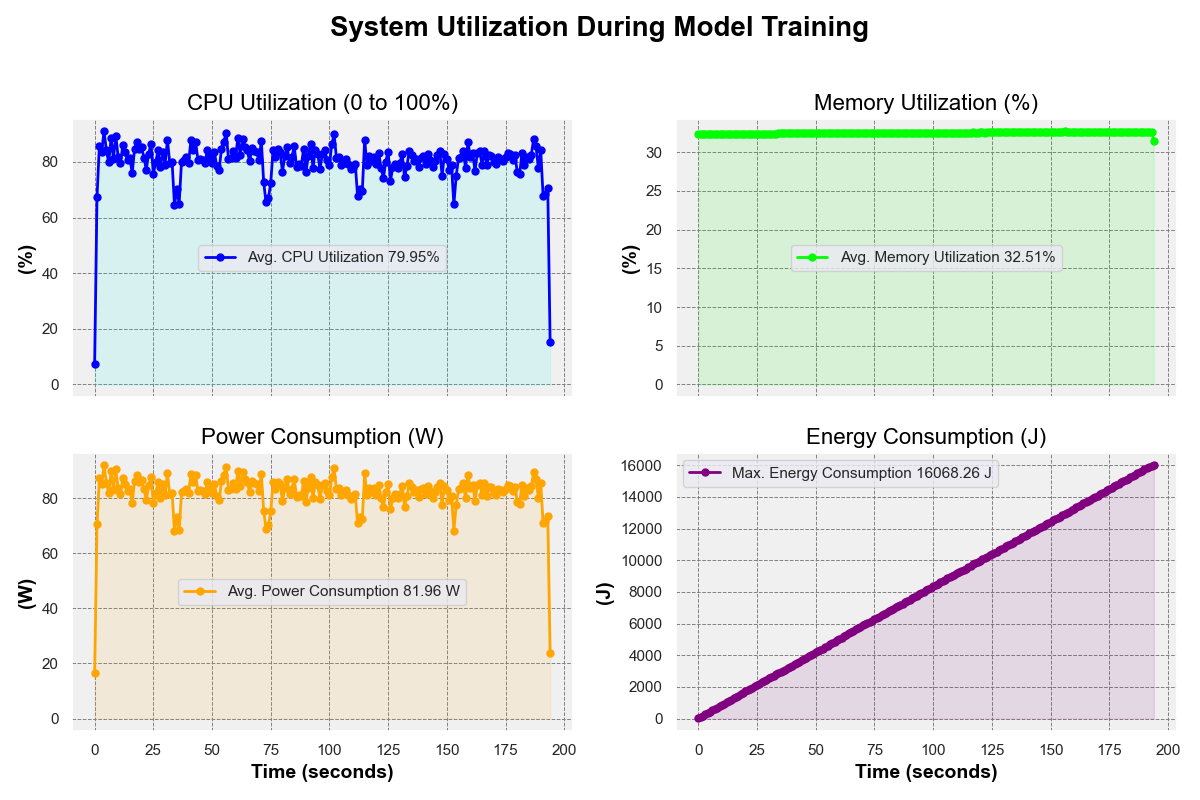 System Utilization During Model Training
CPU Utilization (0 to 100%)
80
60
40
20
0
(%)
Avg. CPU Utilization 79.95%
Memory Utilization (%)
30
25
20
15
10
5
0
(%)
Avg. Memory Utilization 32.51%
Power Consumption (W)
80
60
40
20
0
(W)
Avg. Power Consumption 81.96 W
0 25 50 75 100 125 150 175 200
Time (seconds)
Energy Consumption (J)
16000
14000
12000
10000
8000
6000
4000
2000
0
(J)
Max. Energy Consumption 16068.26 J
0 25 50 75 100 125 150 175 200
Time (seconds)